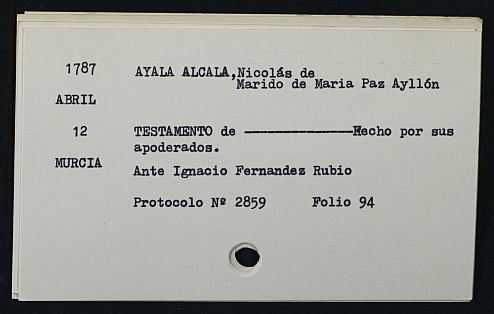 1787 AYALA ALCALA,Nicolás de
Marido de Maria Paz Ayllón
ABRIL
12 TESTAMENTO de ---------------Hecho por sus
apoderados.
MURCIA
Ante Ignacio Fernandez Rubio
Protocolo Nº 2859 Folio 94